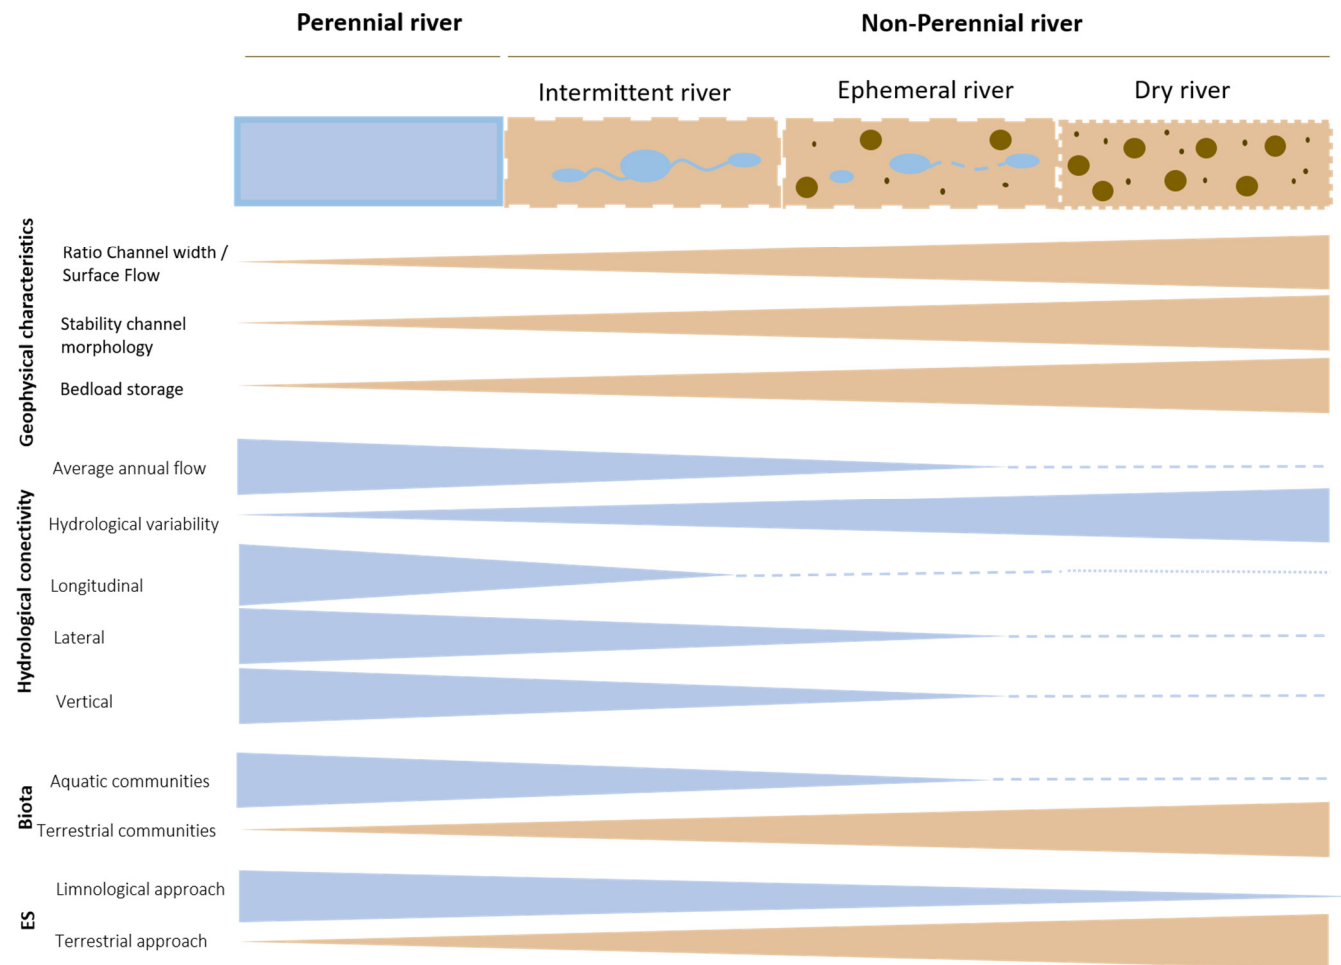 Perennial river
Non-Perennial river
Intermittent river
Ephemeral river
Dry river
Geophysical characteristics
Ratio Channel width /
Surface Flow
Stability channel
morphology
Bedload storage
Hydrological conectivity
Average annual flow
Hydrological variability
Longitudinal
Lateral
Vertical
Biota
Aquatic communities
Terrestrial communities
ES
Limnological approach
Terrestrial approach